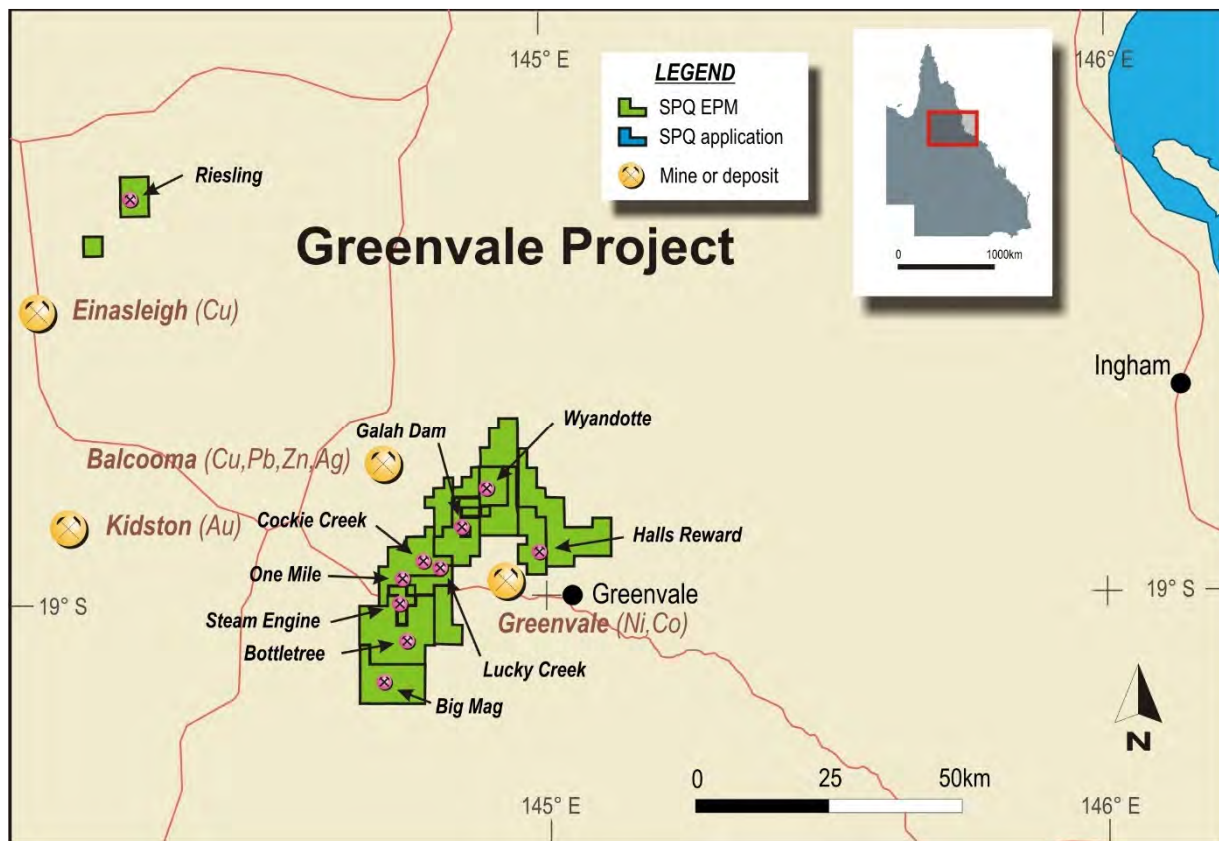 145° E
146° E
LEGEND
SPQ EPM
SPQ application
Mine or deposit
0
1000km
Riesling
Greenvale Project
Einasleigh (Cu)
Ingham
Wyandotte
Galah Dam
Balcooma (Cu,Pb,Zn,Ag)
Cockie Creek
Kidston (Au)
Halls Reward
One Mile
19° S
Steam Engine
Greenvale
19° S
Greenvale (Ni,Co)
Bottletree
Lucky Creek
Big Mag
N
0
25
50km
145° E
146° E